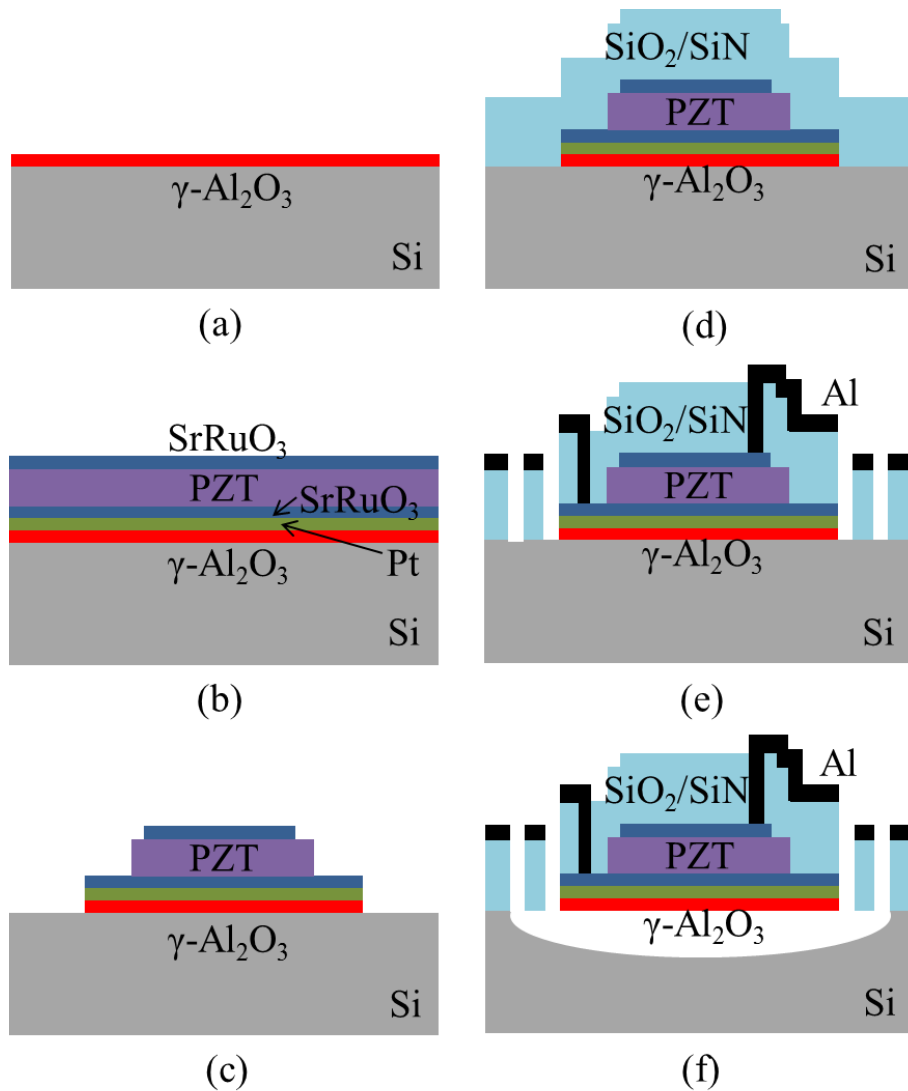 γ-Al₂O₃
Si
(a)
SrRuO₃
PZT
SrRuO₃
Pt
γ-Al₂O₃
Si
(b)
PZT
γ-Al₂O₃
Si
(c)
SiO₂/SiN
PZT
γ-Al₂O₃
Si
(d)
Al
SiO₂/SiN
PZT
γ-Al₂O₃
Si
(e)
Al
SiO₂/SiN
PZT
γ-Al₂O₃
Si
(f)